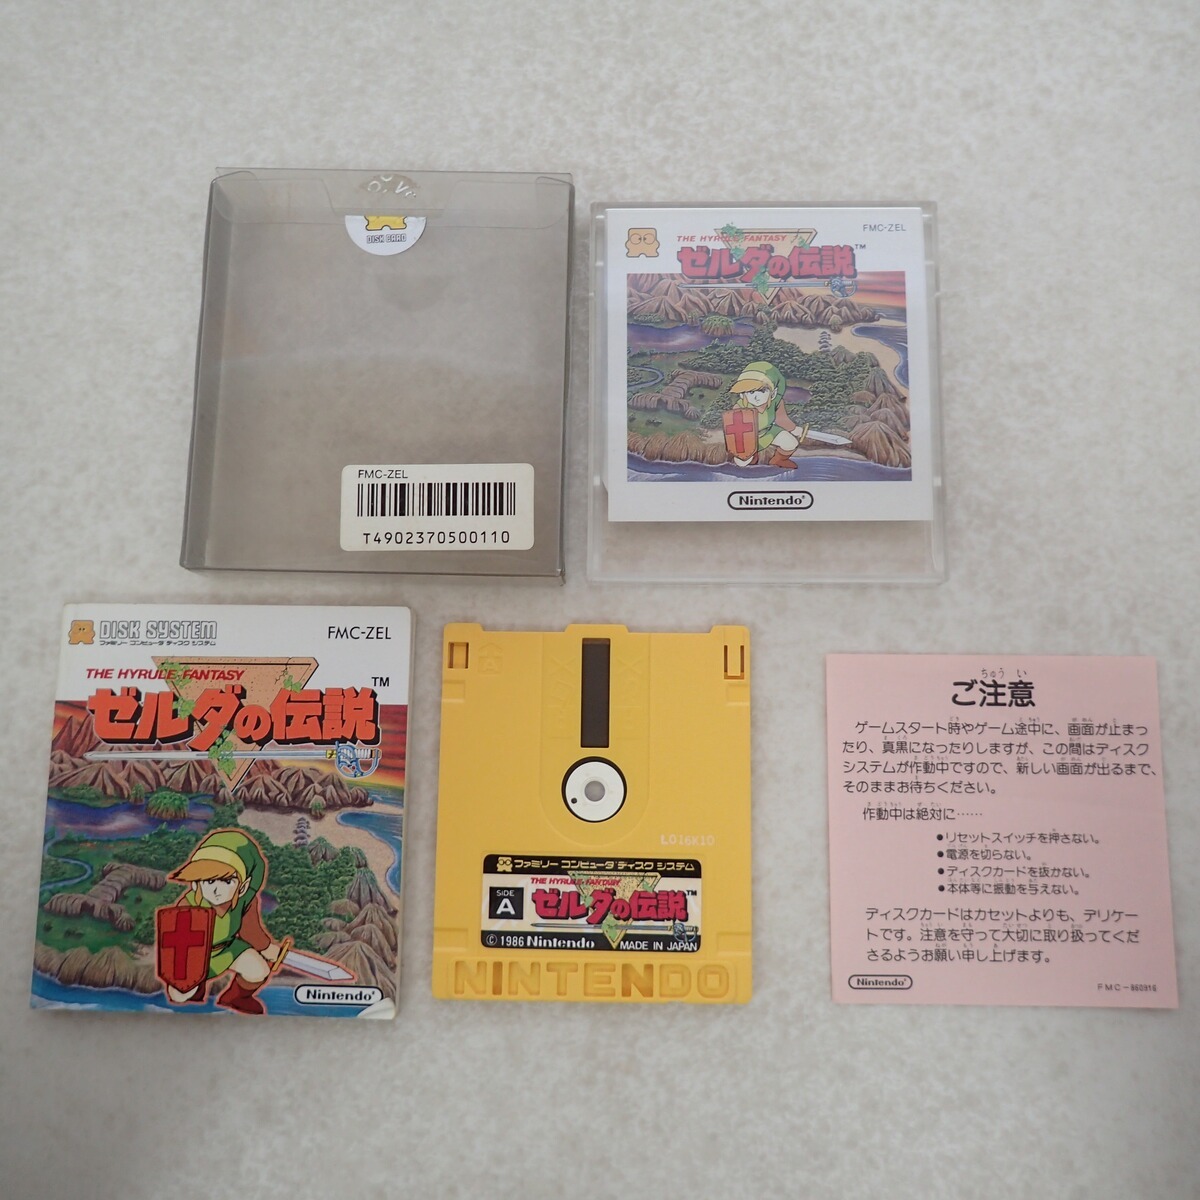 DISK CARD
FMC-ZEL
T4902370500110
FMC-ZEL
THE HYRULE FANTASY
ゼルダの伝説™
Nintendo®
DISK SYSTEM
ファミリー コンピュータ ディスク システム
FMC-ZEL
THE HYRULE FANTASY
ゼルダの伝説™
Nintendo®
L016K10
ファミリー コンピュータ ディスク システム
SIDE
A
THE HYRULE FANTASY
ゼルダの伝説™
©1986 Nintendo MADE IN JAPAN
NINTENDO
ご注意
ゲームスタート時やゲーム途中に、画面が止まっ
たり、真黒になったりしますが、この間はディスク
システムが作動中ですので、新しい画面が出るまで、
そのままお待ちください。
作動中は絶対に……
●リセットスイッチを押さない。
●電源を切らない。
●ディスクカードを抜かない。
●本体等に振動を与えない。
ディスクカードはカセットよりも、デリケー
トです。注意を守って大切に取り扱ってくだ
さるようお願い申し上げます。
Nintendo®
FMC-860916